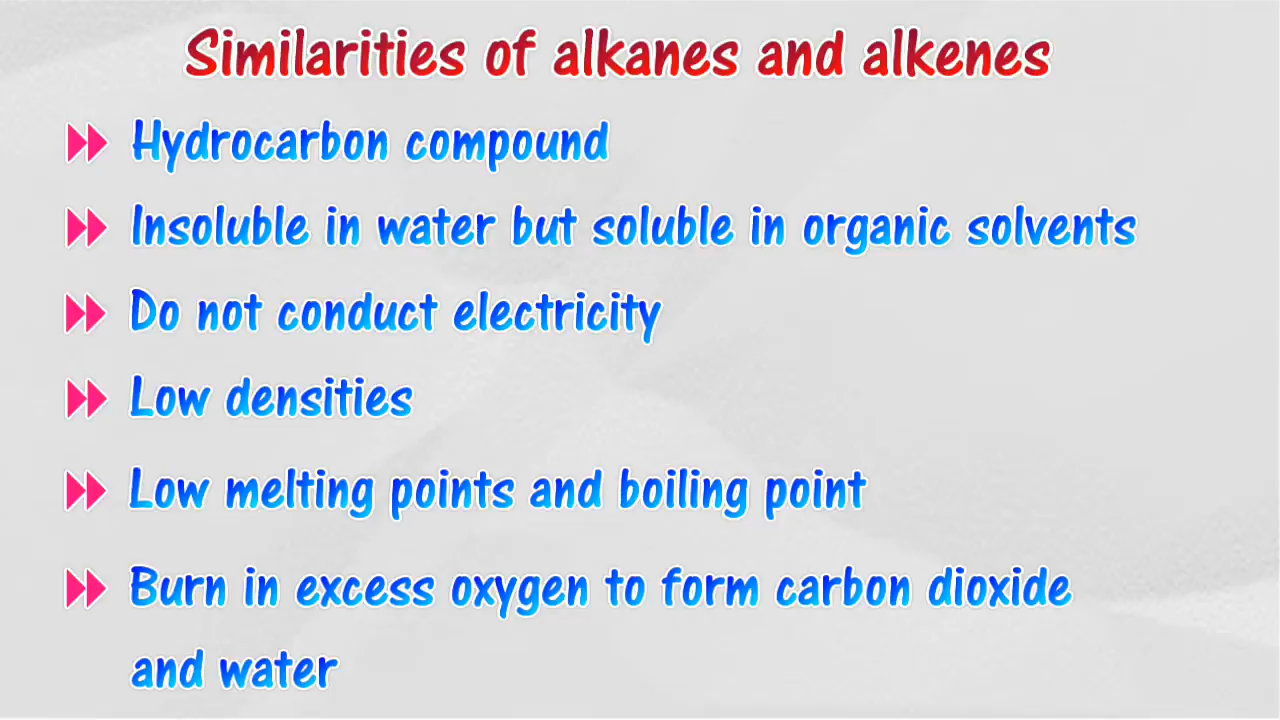 Similarities of alkanes and alkenes
Hydrocarbon compound
Insoluble in water but soluble in organic solvents
Do not conduct electricity
Low densities
Low melting points and boiling point
Burn in excess oxygen to form carbon dioxide
and water